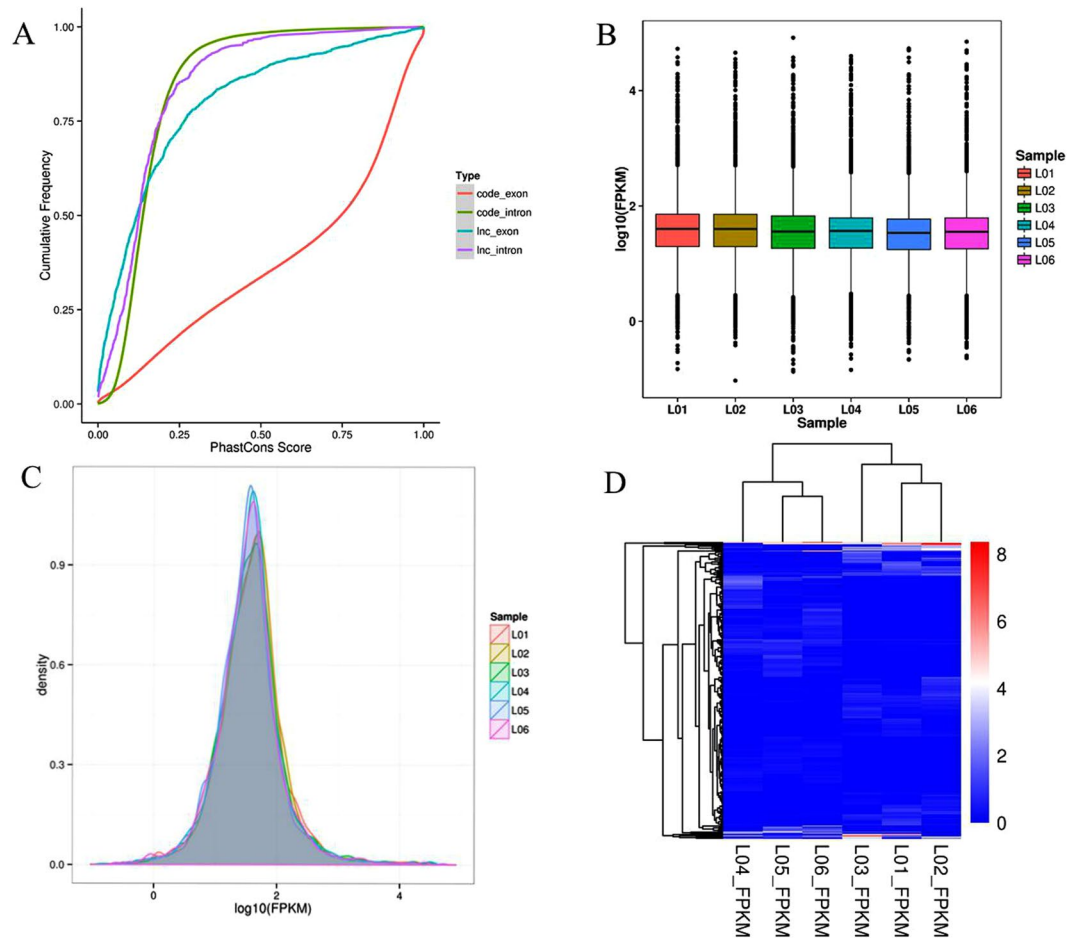 A
1.00
0.75
0.50
0.25
0.00
Cumulative Frequency
0.00 0.25 0.50 0.75 1.00
PhastCons Score
Type
code_exon
code_intron
lnc_exon
lnc_intron
B
4
2
0
log10(FPKM)
L01 L02 L03 L04 L05 L06
Sample
Sample
L01
L02
L03
L04
L05
L06
C
0.9
0.6
0.3
0.0
density
0 2 4
log10(FPKM)
Sample
L01
L02
L03
L04
L05
L06
D
8
6
4
2
0
L04_FPKM
L05_FPKM
L06_FPKM
L03_FPKM
L01_FPKM
L02_FPKM